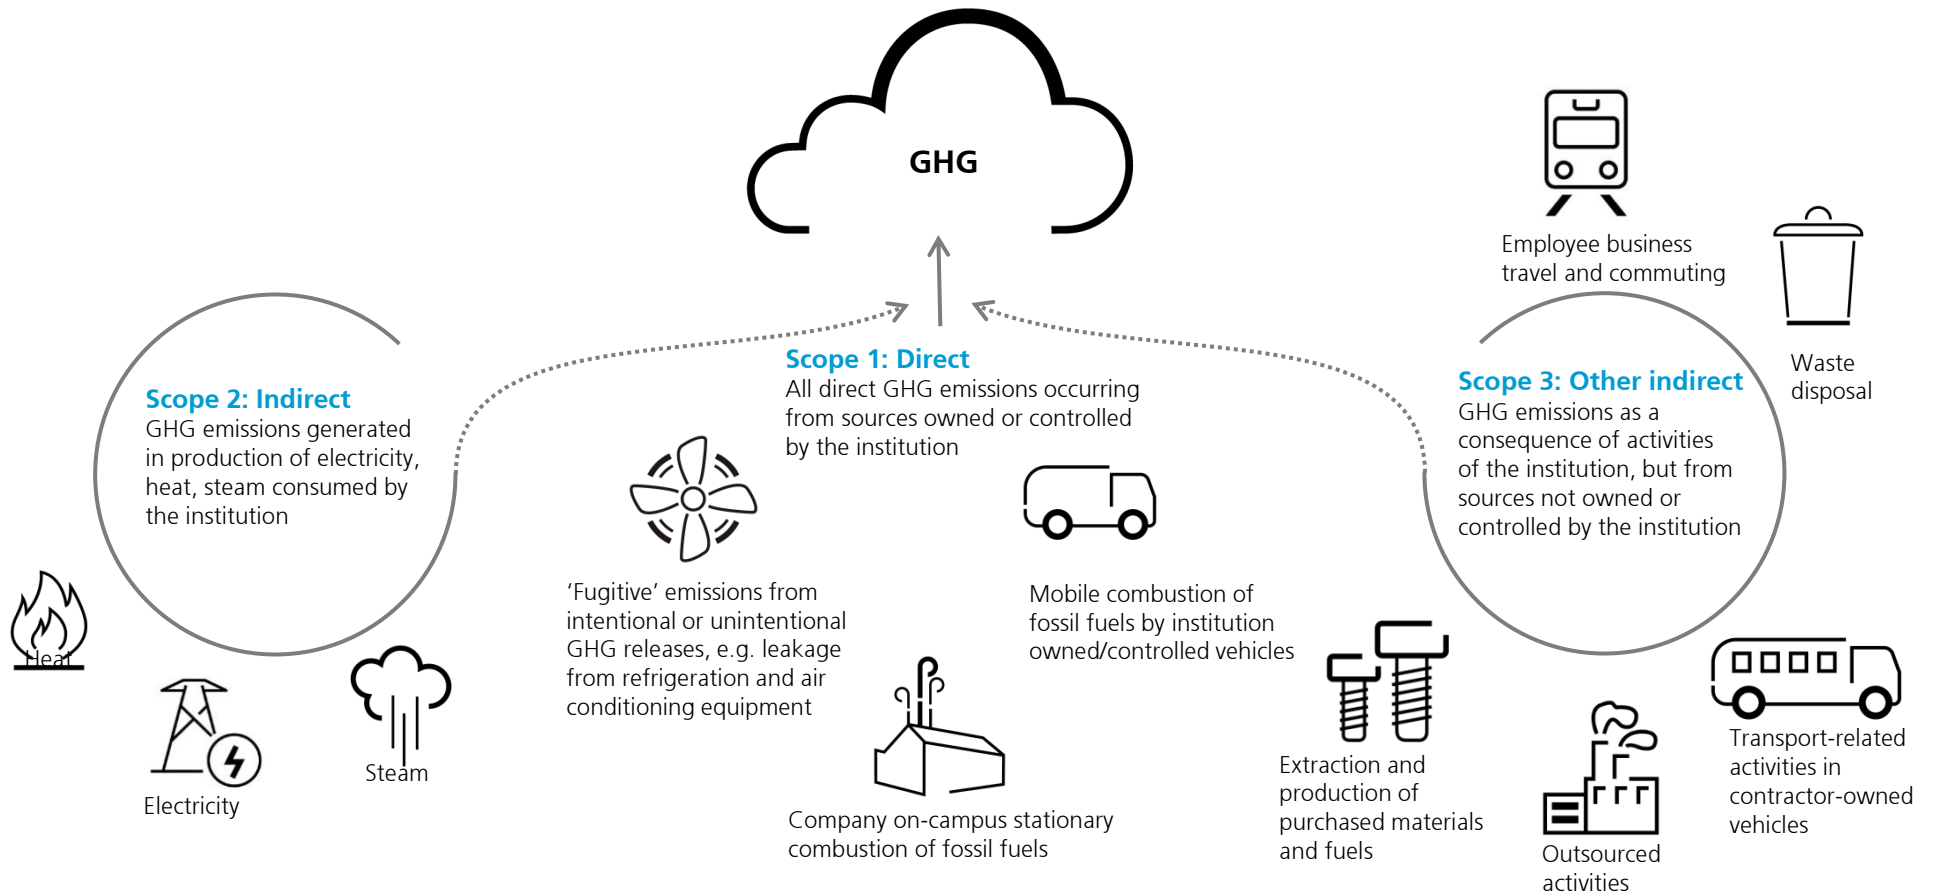 GHG
Employee business
travel and commuting
Waste
disposal
Scope 2: Indirect
GHG emissions generated
in production of electricity,
heat, steam consumed by
the institution
Heat
Electricity
Steam
Scope 1: Direct
All direct GHG emissions occurring
from sources owned or controlled
by the institution
‘Fugitive’ emissions from
intentional or unintentional
GHG releases, e.g. leakage
from refrigeration and air
conditioning equipment
Mobile combustion of
fossil fuels by institution
owned/controlled vehicles
Company on-campus stationary
combustion of fossil fuels
Scope 3: Other indirect
GHG emissions as a
consequence of activities
of the institution, but from
sources not owned or
controlled by the institution
Extraction and
production of
purchased materials
and fuels
Outsourced
activities
Transport-related
activities in
contractor-owned
vehicles